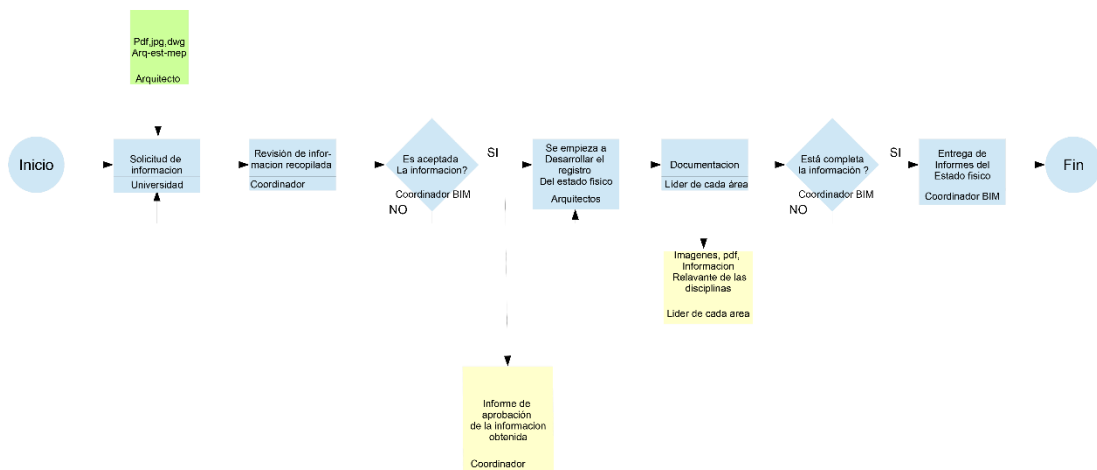 Pdf,jpg,dwg
Arq-est-mep
Arquitecto
Inicio
Solicitud de
informacion
Universidad
Revisión de infor-
macion recopilada
Coordinador
Es aceptada
La informacion?
Coordinador BIM
SI
NO
Se empieza a
Desarrollar el
registro
Del estado fisico
Arquitectos
Documentacion
Líder de cada área
Está completa
la información ?
Coordinador BIM
SI
NO
Entrega de
Informes del
Estado fisico
Coordinador BIM
Fin
Imagenes, pdf,
Informacion
Relavante de las
disciplinas
Lider de cada area
Informe de
aprobación
de la informacion
obtenida
Coordinador